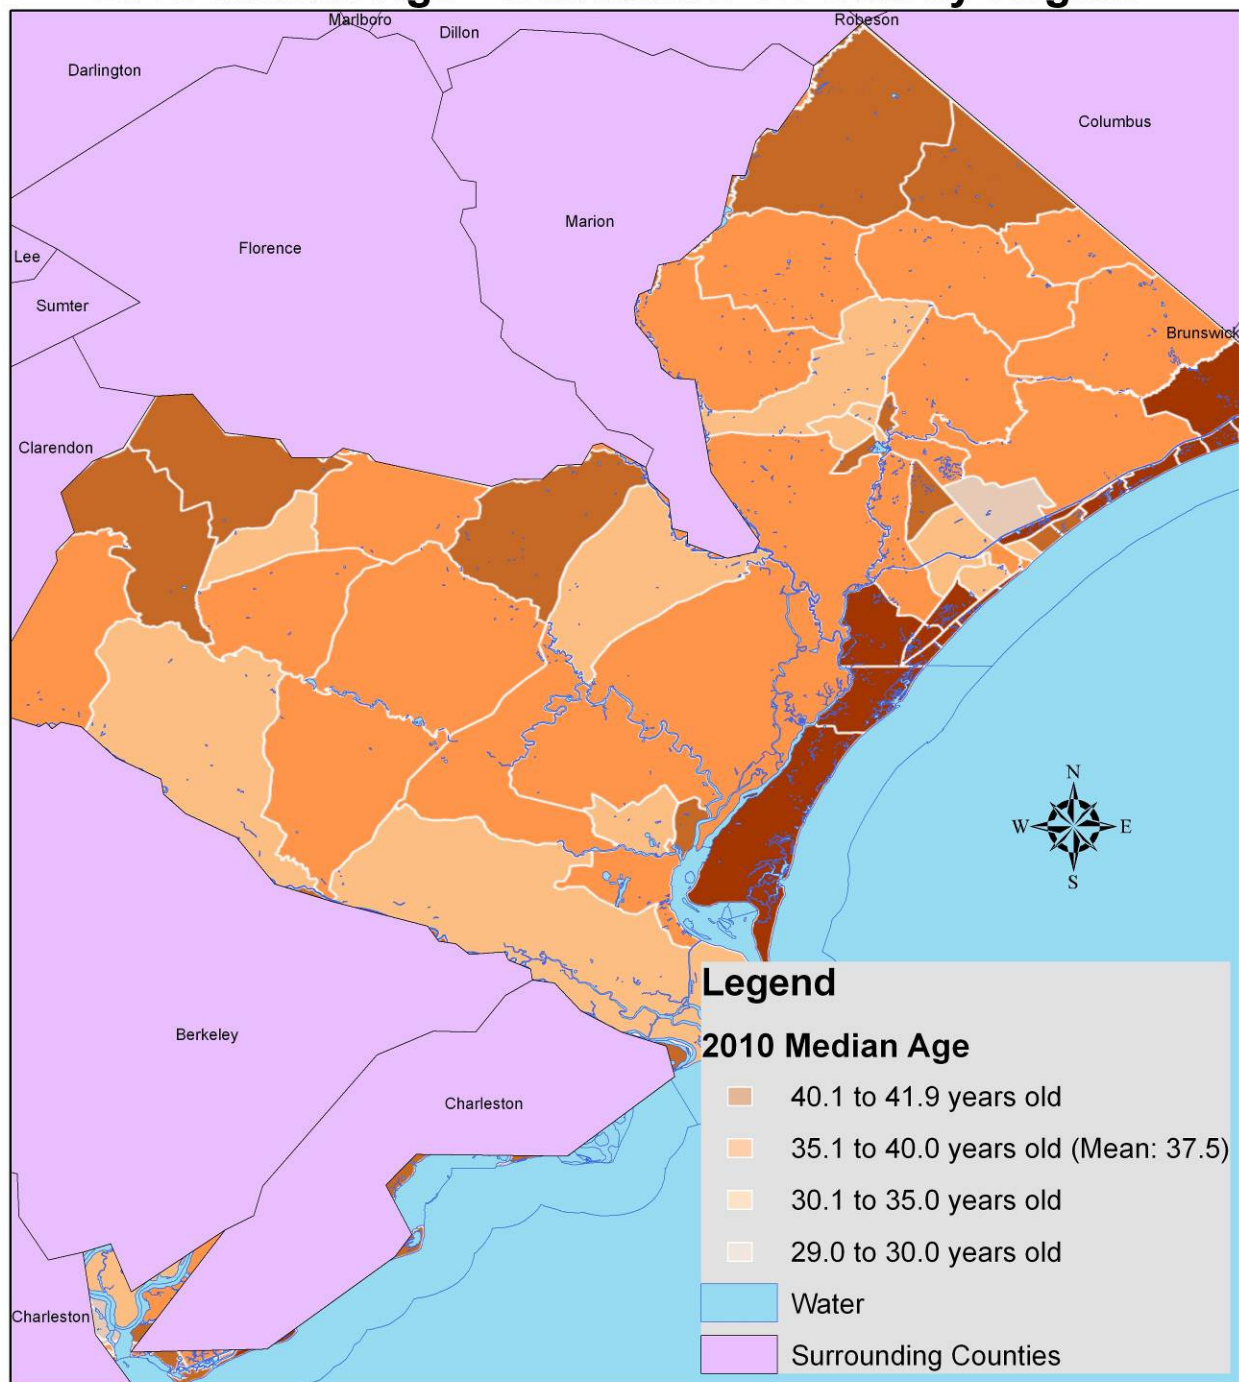 Marlboro
Robeson
Dillon
Darlington
Columbus
Marion
Florence
Lee
Sumter
Brunswick
Clarendon
N
W E
S
Legend
2010 Median Age
Berkeley
40.1 to 41.9 years old
Charleston
35.1 to 40.0 years old (Mean: 37.5)
30.1 to 35.0 years old
29.0 to 30.0 years old
Water
Charleston
Surrounding Counties